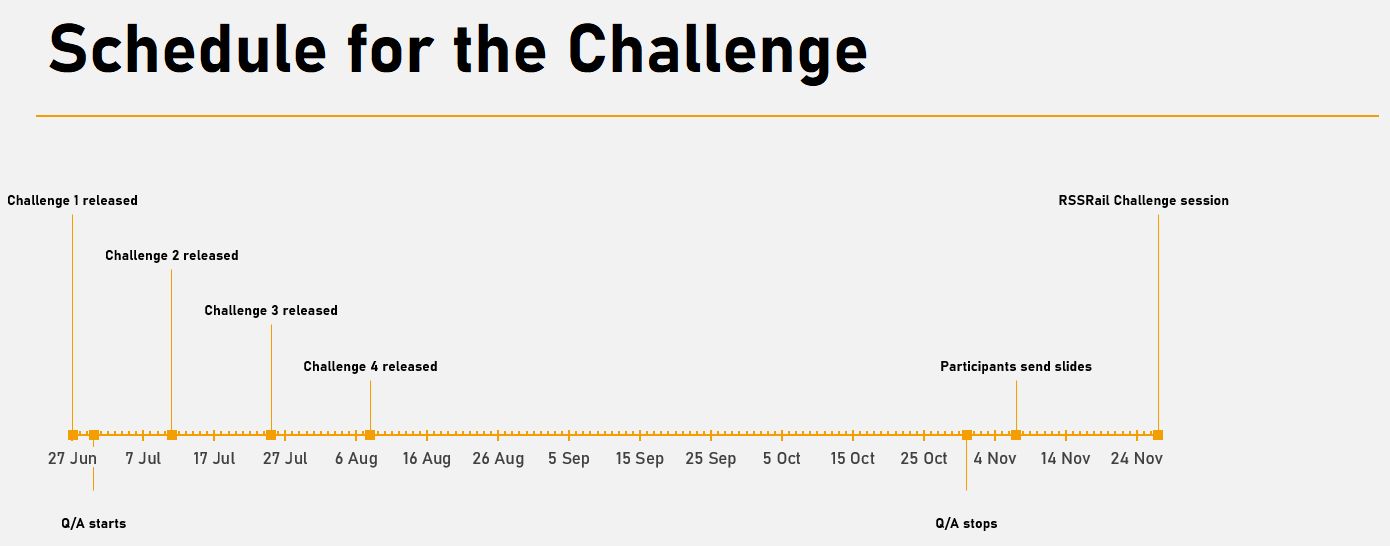 Schedule for the Challenge
Challenge 1 released
RSSRail Challenge session
Challenge 2 released
Challenge 3 released
Challenge 4 released
Participants send slides
27 Jun 7 Jul 17 Jul 27 Jul 6 Aug 16 Aug 26 Aug 5 Sep 15 Sep 25 Sep 5 Oct 15 Oct 25 Oct 4 Nov 14 Nov 24 Nov
Q/A starts
Q/A stops